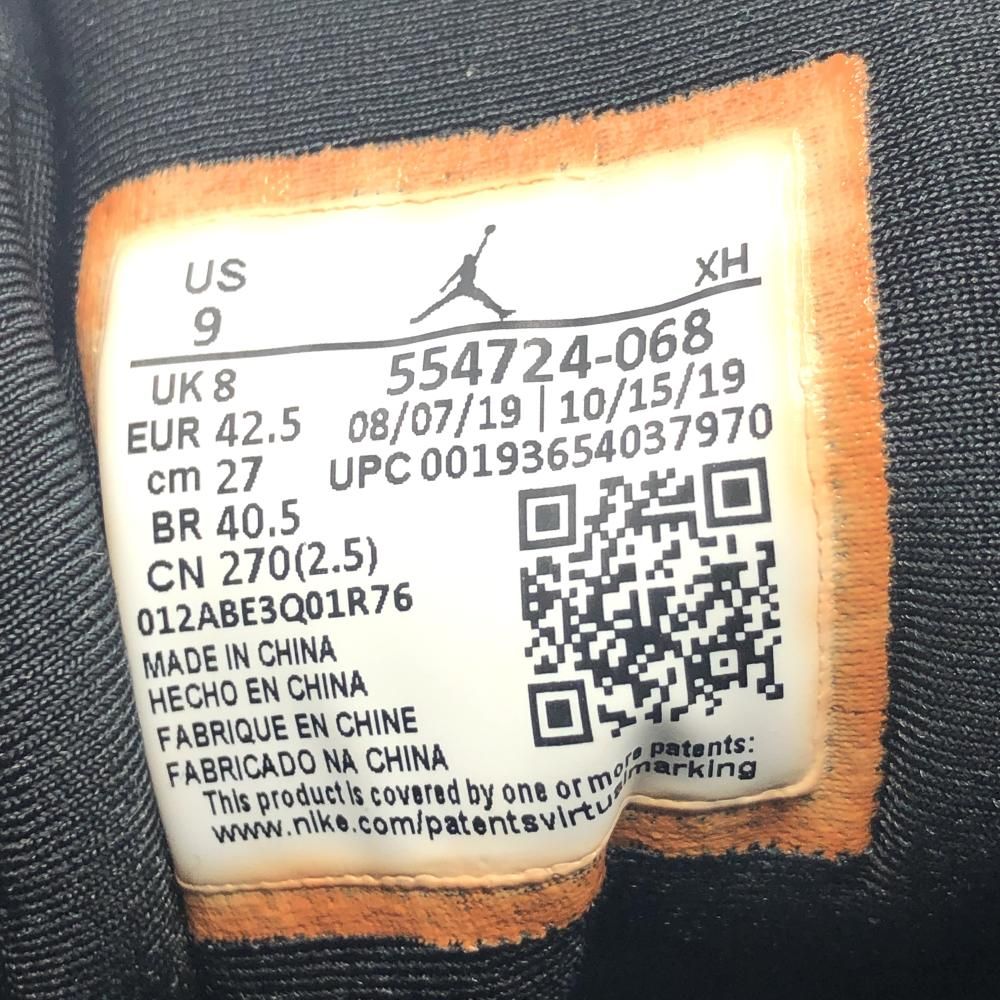 US
9
XH
UK 8
EUR 42.5
cm 27
BR 40.5
CN 270(2.5)
554724-068
08/07/19 | 10/15/19
UPC 00193654037970
012ABE3Q01R76
MADE IN CHINA
HECHO EN CHINA
FABRIQUE EN CHINE
FABRICADO NA CHINA
This product is covered by one or more patents:
www.nike.com/patentsvirtualmarking